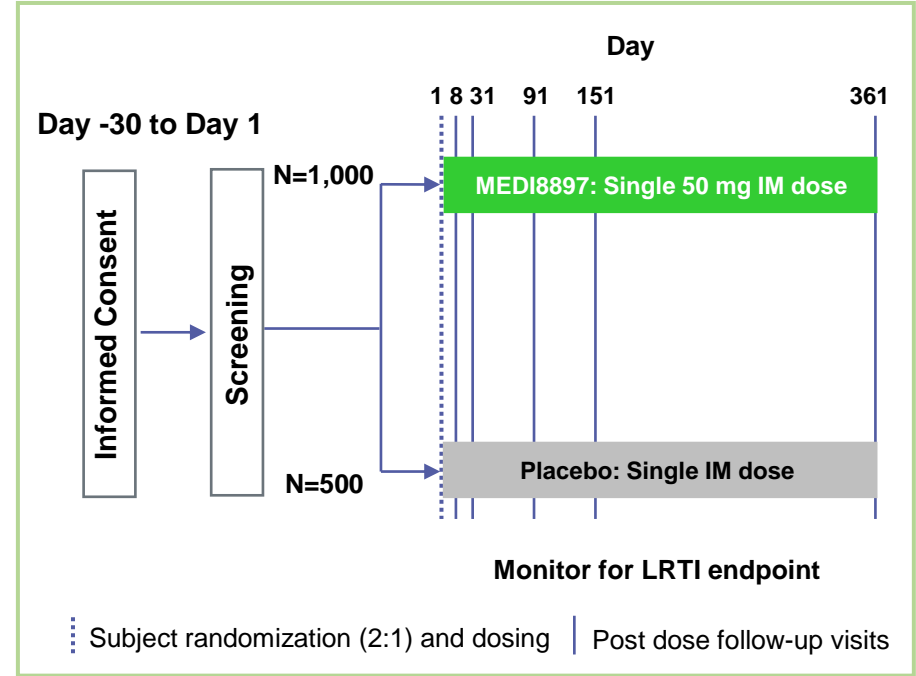 Day
1 8 31 91 151 361
Day -30 to Day 1
Informed Consent
Screening
N=1,000
MEDI8897: Single 50 mg IM dose
N=500
Placebo: Single IM dose
Monitor for LRTI endpoint
Subject randomization (2:1) and dosing
Post dose follow-up visits